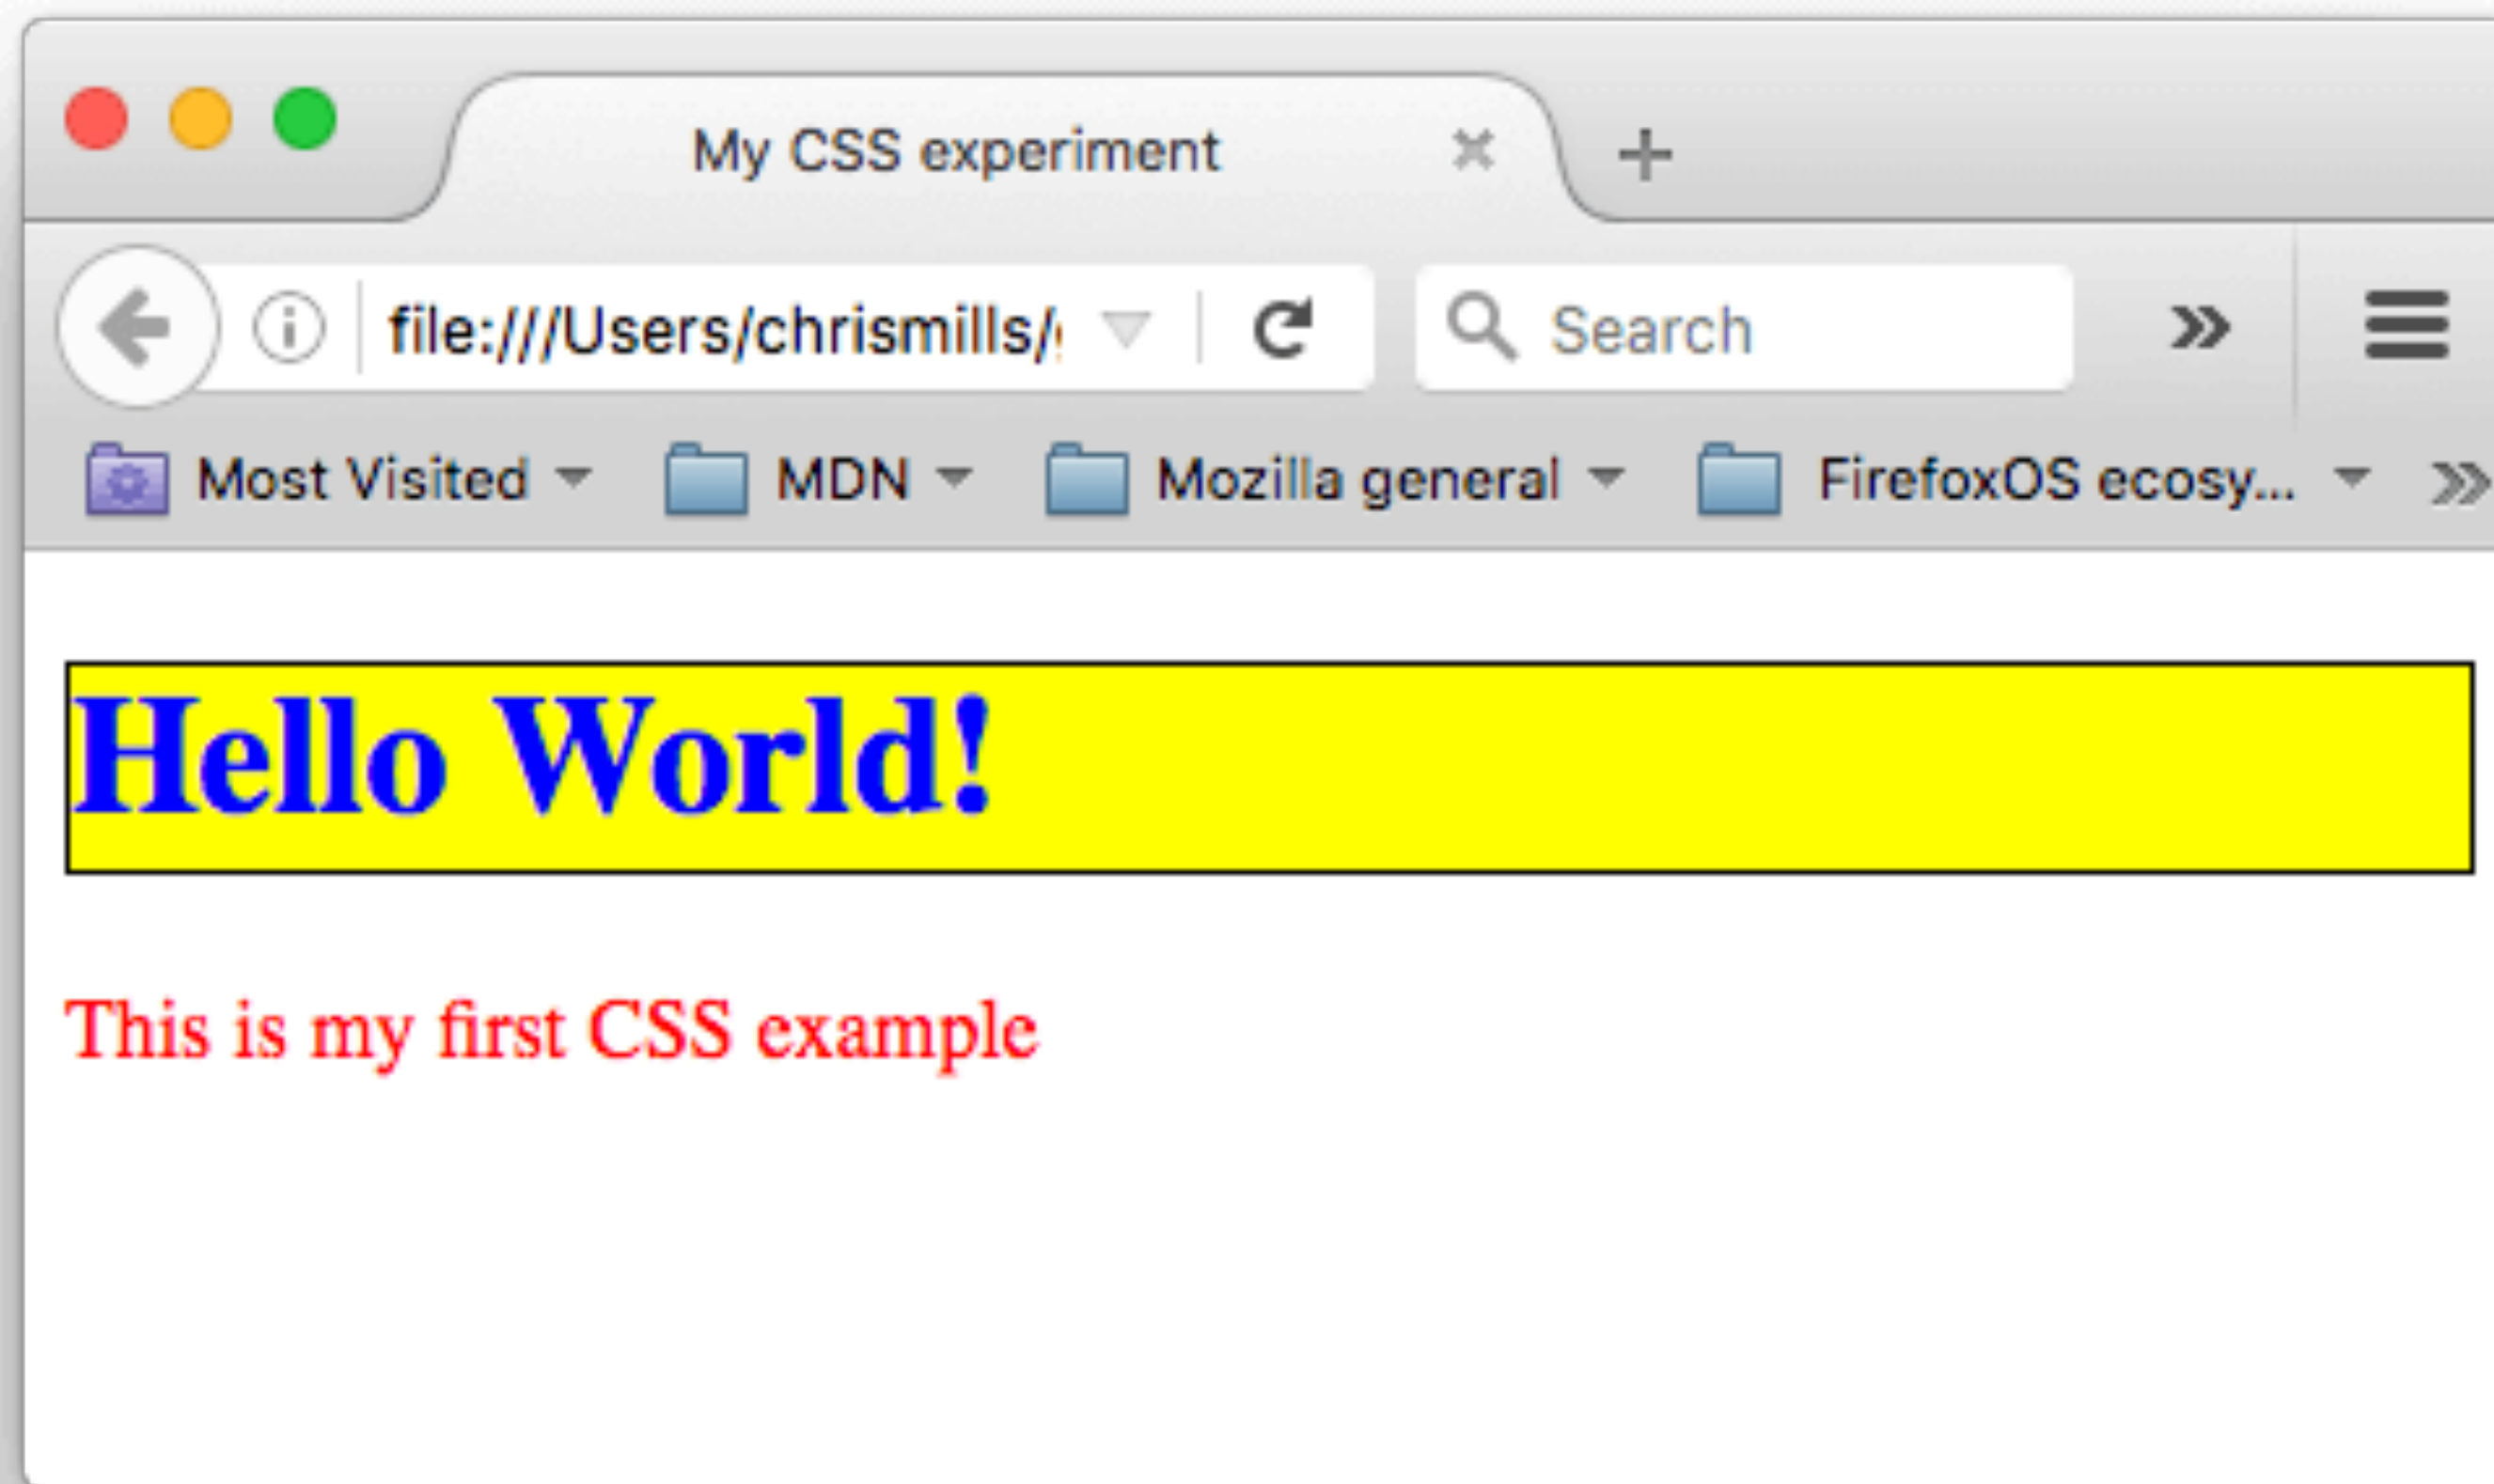 My CSS experiment
file:///Users/chrismills/
Search
Most Visited MDN Mozilla general FirefoxOS ecosy...
Hello World!
This is my first CSS example